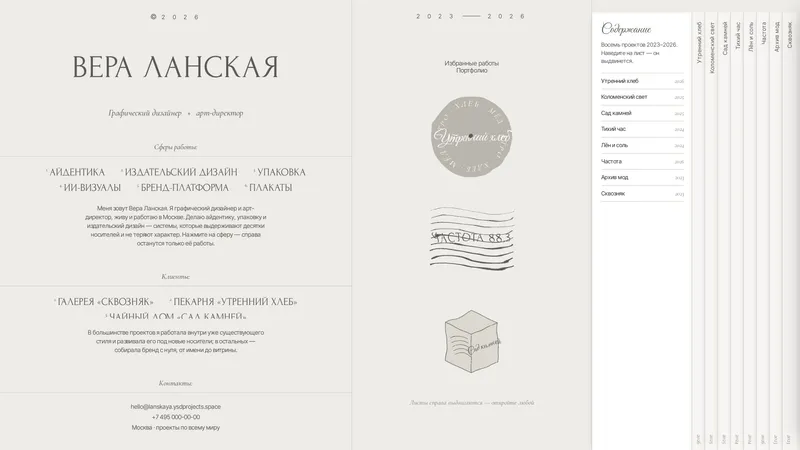 © 2026
ВЕРА ЛАНСКАЯ
Графический дизайнер • арт-директор
Сферы работы:
АЙДЕНТИКА ИЗДАТЕЛЬСКИЙ ДИЗАЙН УПАКОВКА
ИИ-ВИЗУАЛЫ БРЕНД-ПЛАТФОРМА ПЛАКАТЫ
Меня зовут Вера Ланская. Я графический дизайнер и арт-
директор, живу и работаю в Москве. Делаю айдентику, упаковку и
издательский дизайн — системы, которые выдерживают десятки
носителей и не теряют характер. Нажмите на сферу — справа
останутся только её работы.
Клиенты:
ГАЛЕРЕЯ «СКВОЗНЯК» ПЕКАРНЯ «УТРЕННИЙ ХЛЕБ»
ЧАЙНЫЙ ДОМ «САД КАМНЕЙ»
В большинстве проектов я работала внутри уже существующего
стиля и развивала его под новые носители; в остальных —
собирала бренд с нуля, от имени до витрины.
Контакты:
hello@lanskaya.ysdprojects.space
+7 495 000-00-00
Москва · проекты по всему миру
2023 — 2026
Избранные работы
Портфолио
Утренний хлеб
ЧАСТОТА 88.3
Сад камней
Листы справа выдвигаются — откройте любой
Содержание
Восемь проектов 2023–2026.
Наведите на лист — он
выдвинется.
Утренний хлеб
Коломенский свет
Сад камней
Тихий час
Лён и соль
Частота
Архив мод
Сквозняк
Утренний хлеб
Коломенский свет
Сад камней
Тихий час
Лён и соль
Частота
Архив мод
Сквозняк